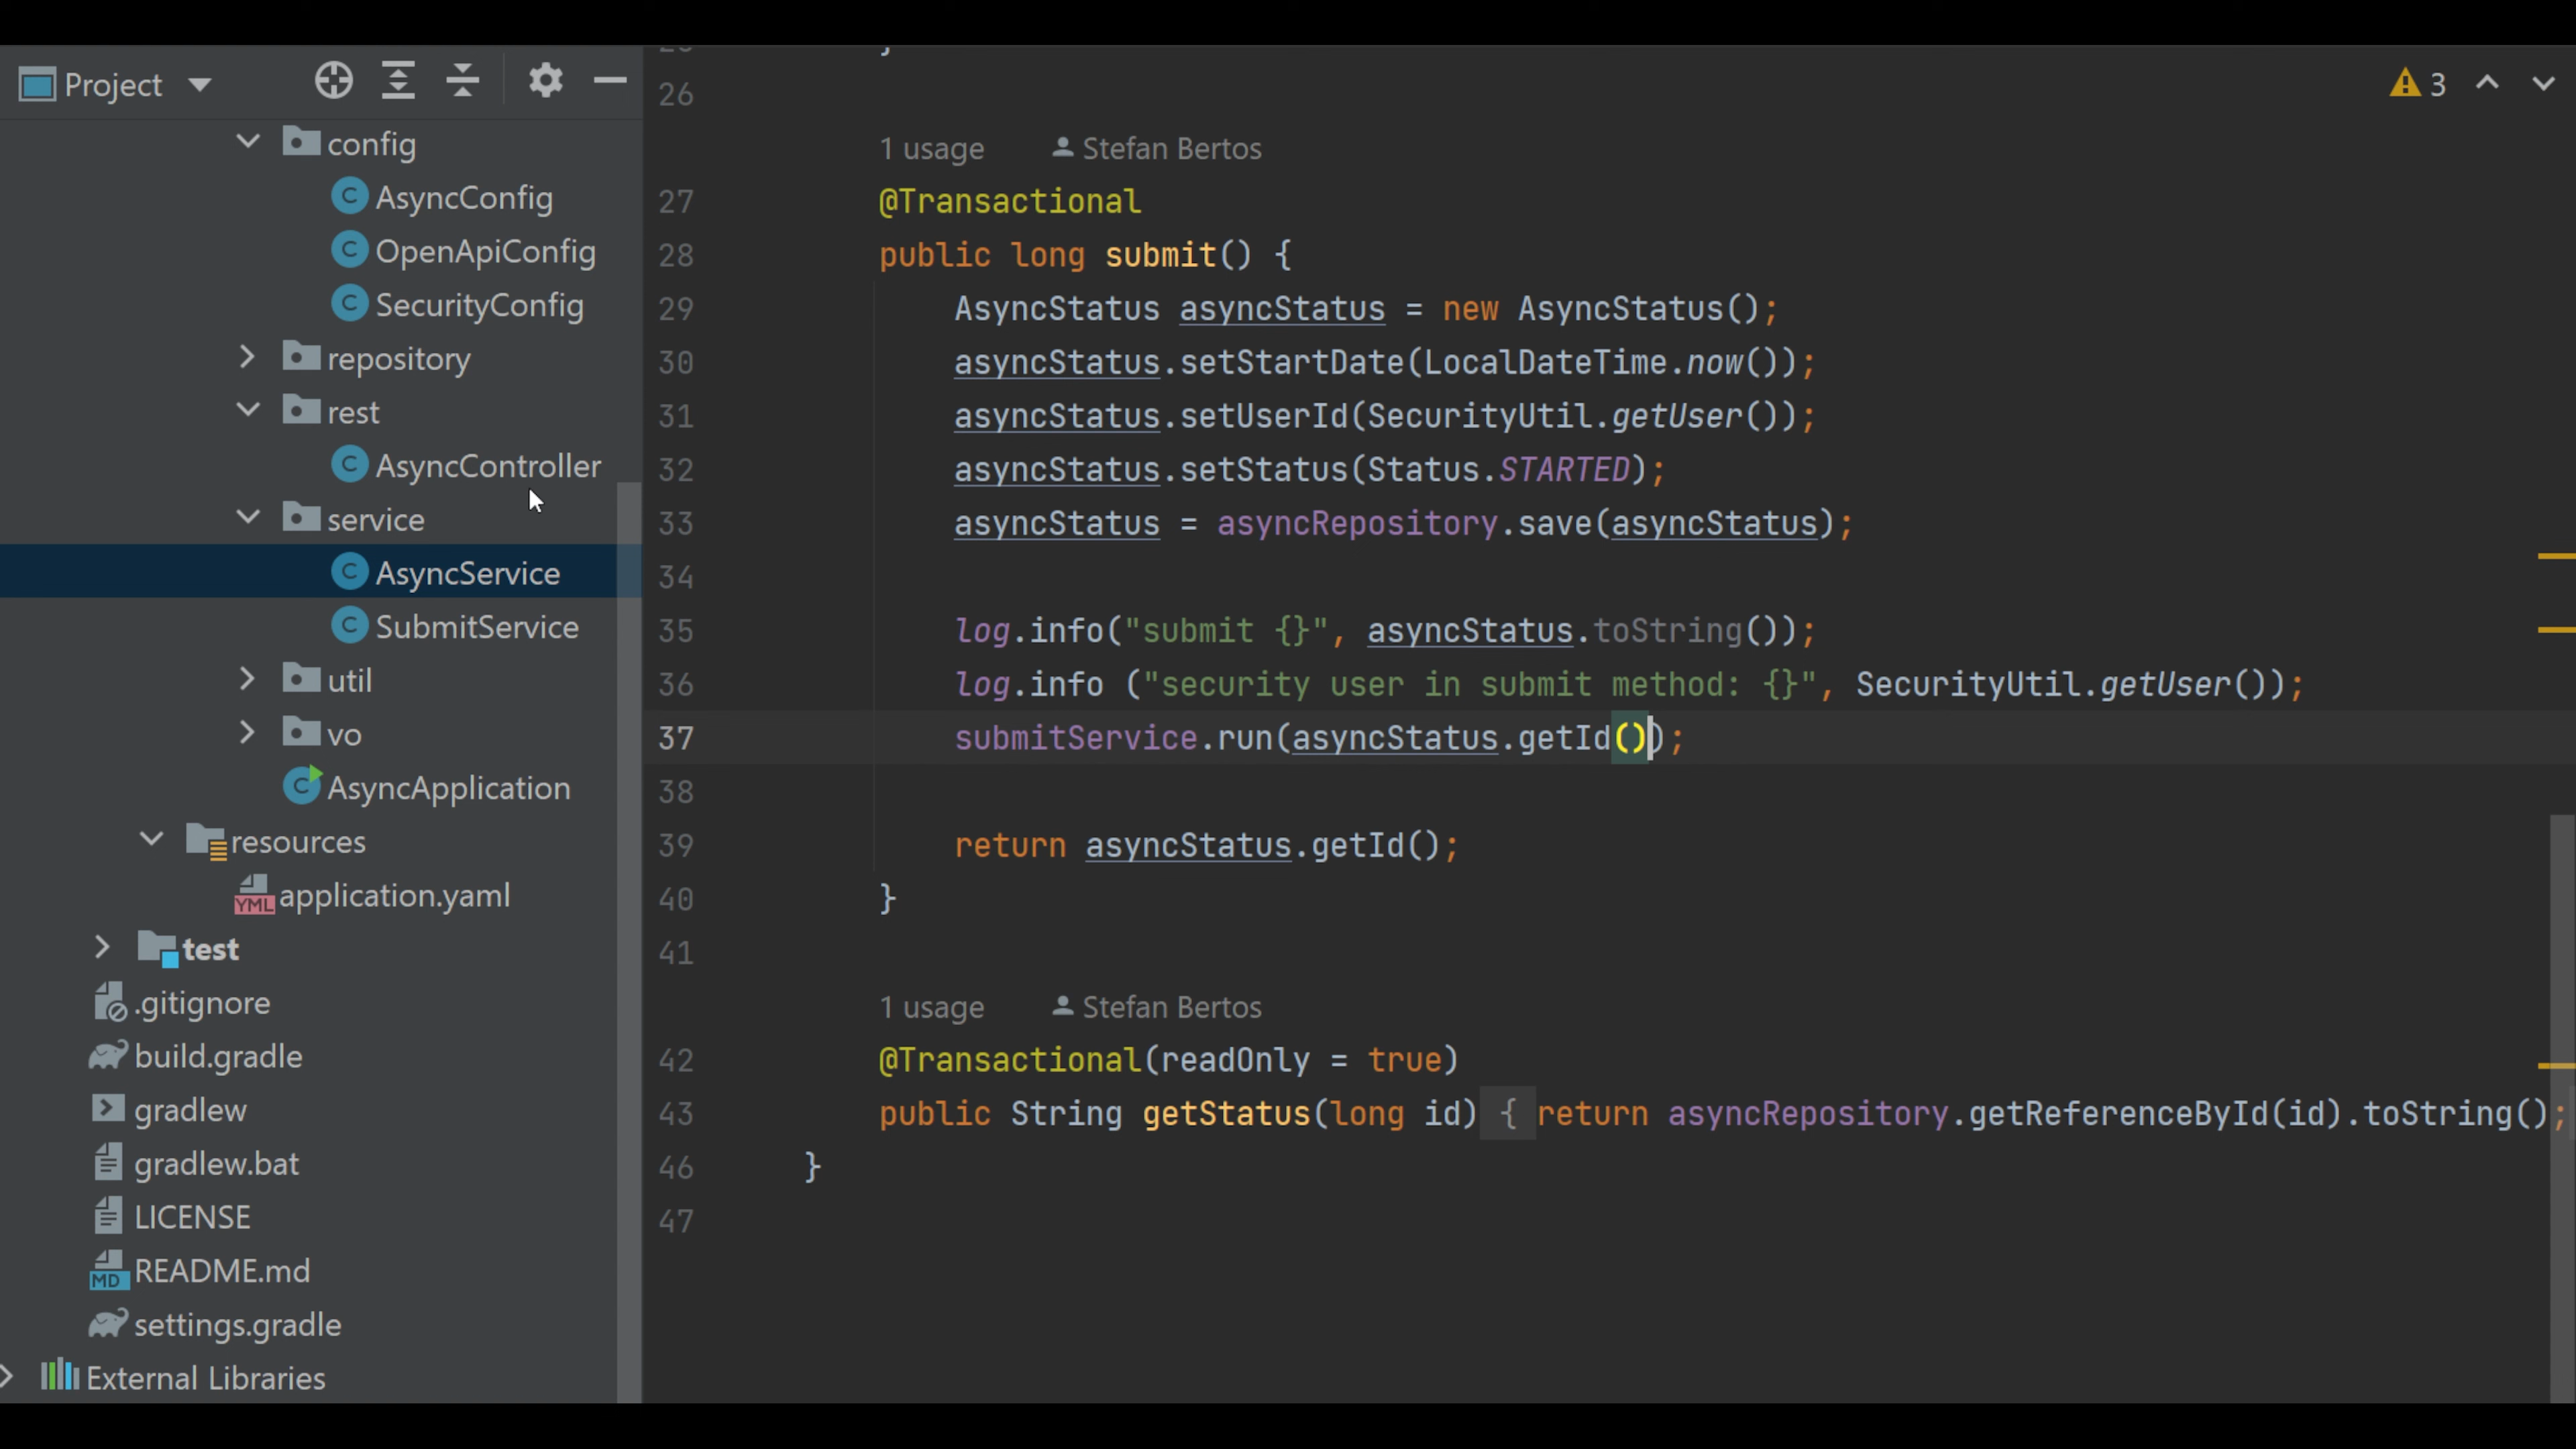 Project
config
AsyncConfig
OpenApiConfig
SecurityConfig
repository
rest
AsyncController
service
AsyncService
SubmitService
util
vo
AsyncApplication
resources
YML application.yaml
test
.gitignore
build.gradle
gradlew
gradlew.bat
LICENSE
MD README.md
settings.gradle
External Libraries
3
26
1 usage Stefan Bertos
27 @Transactional
28 public long submit() {
29 AsyncStatus asyncStatus = new AsyncStatus();
30 asyncStatus.setStartDate(LocalDateTime.now());
31 asyncStatus.setUserId(SecurityUtil.getUser());
32 asyncStatus.setStatus(Status.STARTED);
33 asyncStatus = asyncRepository.save(asyncStatus);
34
35 log.info("submit {}", asyncStatus.toString());
36 log.info ("security user in submit method: {}", SecurityUtil.getUser());
37 submitService.run(asyncStatus.getId());
38
39 return asyncStatus.getId();
40 }
41
1 usage Stefan Bertos
42 @Transactional(readOnly = true)
43 public String getStatus(long id) { return asyncRepository.getReferenceById(id).toString();
46 }
47